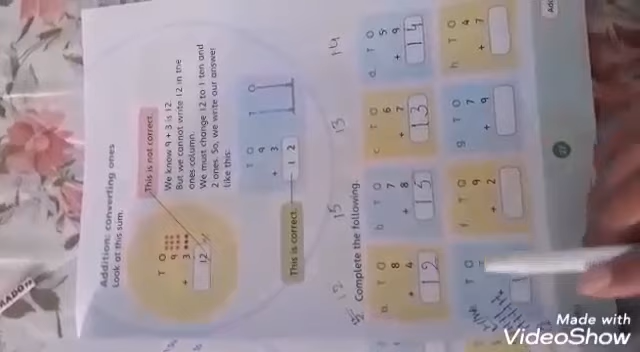 Addition: converting ones
Look at this sum.
T O
9
+ 3
12
This is not correct.
We know 9 + 3 is 12.
But we cannot write 12 in the
ones column.
We must change 12 to 1 ten and
2 ones. So, we write our answer
like this:
T O
9
+ 3
1 2
T O
This is correct.
Complete the following.
12
15
13
14
a T O
8
+ 4
12
b T O
7
+ 8
c T O
6
+ 7
13
d T O
5
+ 9
14
T O
f T O
9
+ 2
g T O
7
+ 9
h T O
4
+ 7
Made with
VideoShow